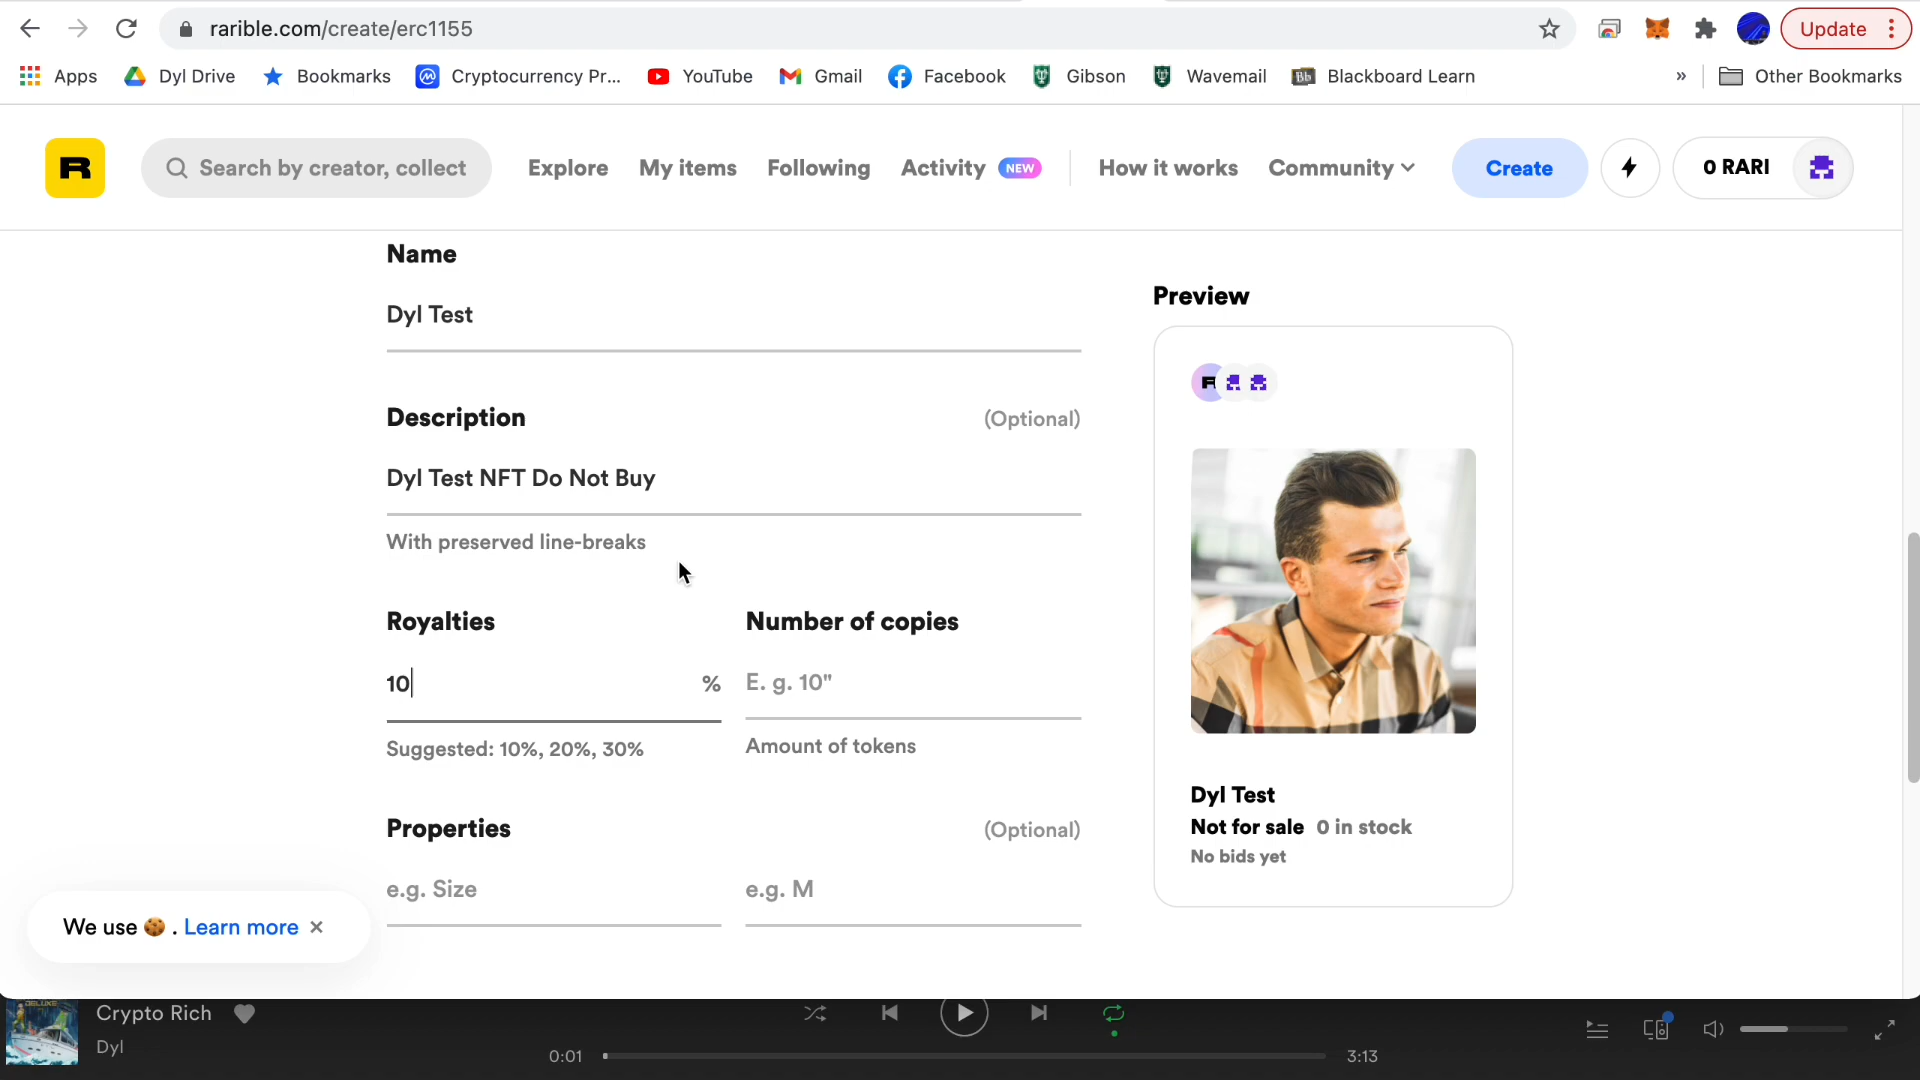 rarible.com/create/erc1155
Update
Apps Dyl Drive Bookmarks Cryptocurrency Pr... YouTube Gmail Facebook Gibson Wavemail Blackboard Learn » Other Bookmarks
R Search by creator, collect Explore My items Following Activity NEW How it works Community Create 0 RARI
Name
Dyl Test
Preview
Description (Optional)
Dyl Test NFT Do Not Buy
With preserved line-breaks
Royalties Number of copies
10 % E. g. 10"
Suggested: 10%, 20%, 30% Amount of tokens
Dyl Test
Not for sale 0 in stock
No bids yet
Properties (Optional)
e.g. Size e.g. M
We use 🍪 . Learn more ×
DELUXE
Crypto Rich
Dyl
0:01 3:13